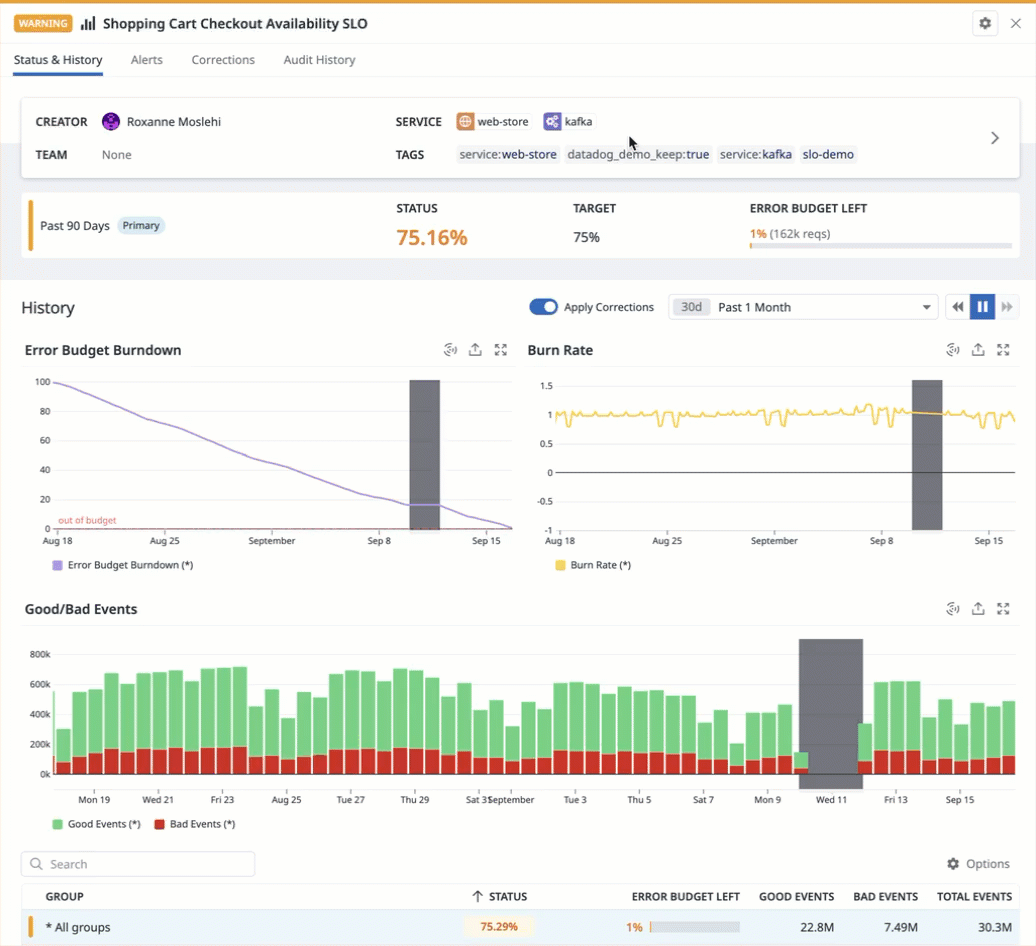 WARNING Shopping Cart Checkout Availability SLO
Status & History Alerts Corrections Audit History
CREATOR Roxanne Moslehi SERVICE web-store kafka
TEAM None TAGS service:web-store datadog_demo_keep:true service:kafka slo-demo
STATUS TARGET ERROR BUDGET LEFT
Past 90 Days Primary 75.16% 75% 1% (162k reqs)
History Apply Corrections 30d Past 1 Month
Error Budget Burndown
100
80
60
40
20
0
out of budget
Aug 18 Aug 25 September Sep 8 Sep 15
Error Budget Burndown (*)
Burn Rate
1.5
1
0.5
0
-0.5
-1
Aug 18 Aug 25 September Sep 8 Sep 15
Burn Rate (*)
Good/Bad Events
800k
600k
400k
200k
0k
Mon 19 Wed 21 Fri 23 Aug 25 Tue 27 Thu 29 Sat 31 September Tue 3 Thu 5 Sat 7 Mon 9 Wed 11 Fri 13 Sep 15
Good Events (*) Bad Events (*)
Search Options
GROUP STATUS ERROR BUDGET LEFT GOOD EVENTS BAD EVENTS TOTAL EVENTS
* All groups 75.29% 1% 22.8M 7.49M 30.3M